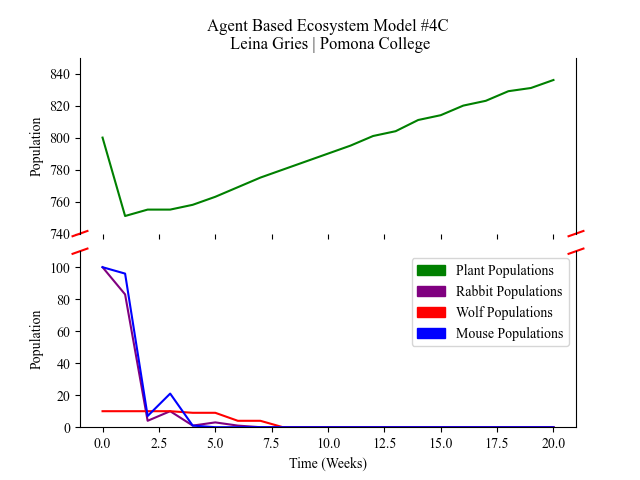 Agent Based Ecosystem Model #4C
Leina Gries | Pomona College
840
820
800
780
760
740
Population
100
80
60
40
20
0
Population
Plant Populations
Rabbit Populations
Wolf Populations
Mouse Populations
0.0 2.5 5.0 7.5 10.0 12.5 15.0 17.5 20.0
Time (Weeks)